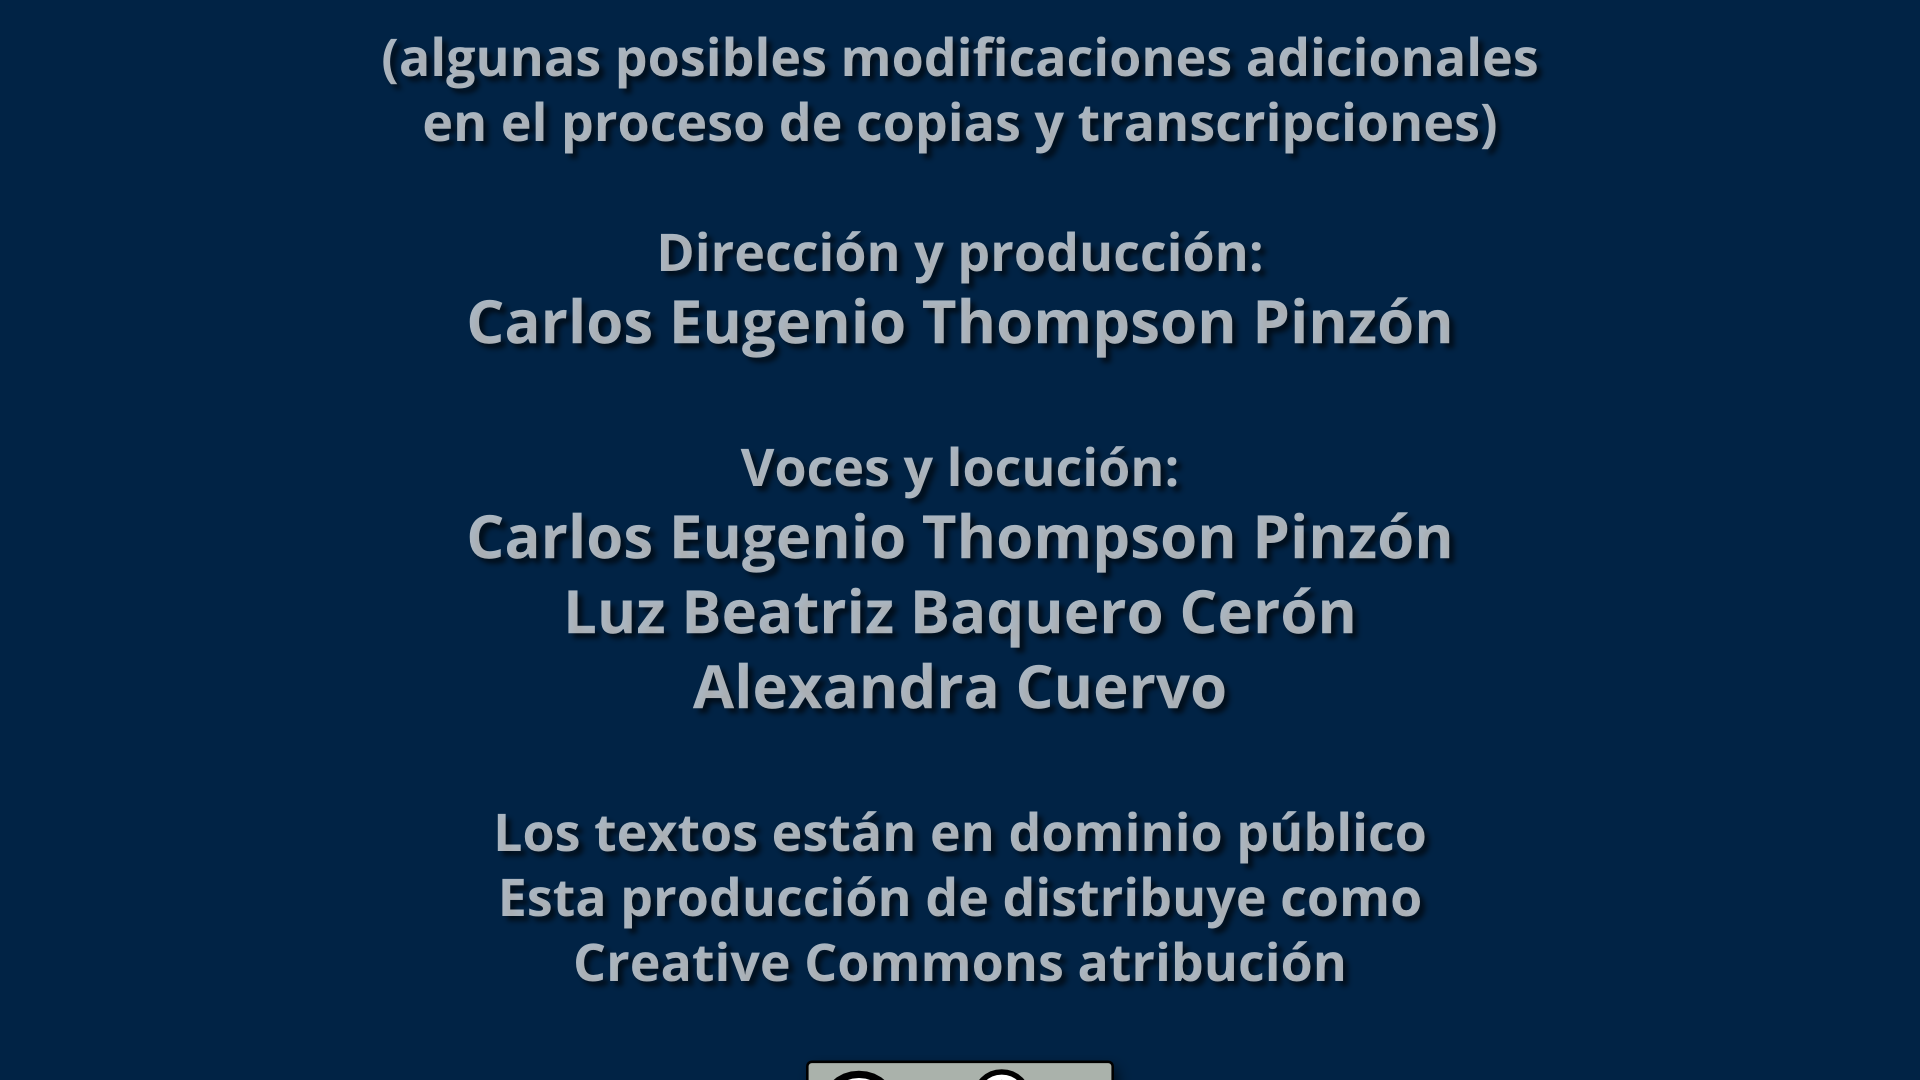 (algunas posibles modificaciones adicionales
en el proceso de copias y transcripciones)
Dirección y producción:
Carlos Eugenio Thompson Pinzón
Voces y locución:
Carlos Eugenio Thompson Pinzón
Luz Beatriz Baquero Cerón
Alexandra Cuervo
Los textos están en dominio público
Esta producción de distribuye como
Creative Commons atribución